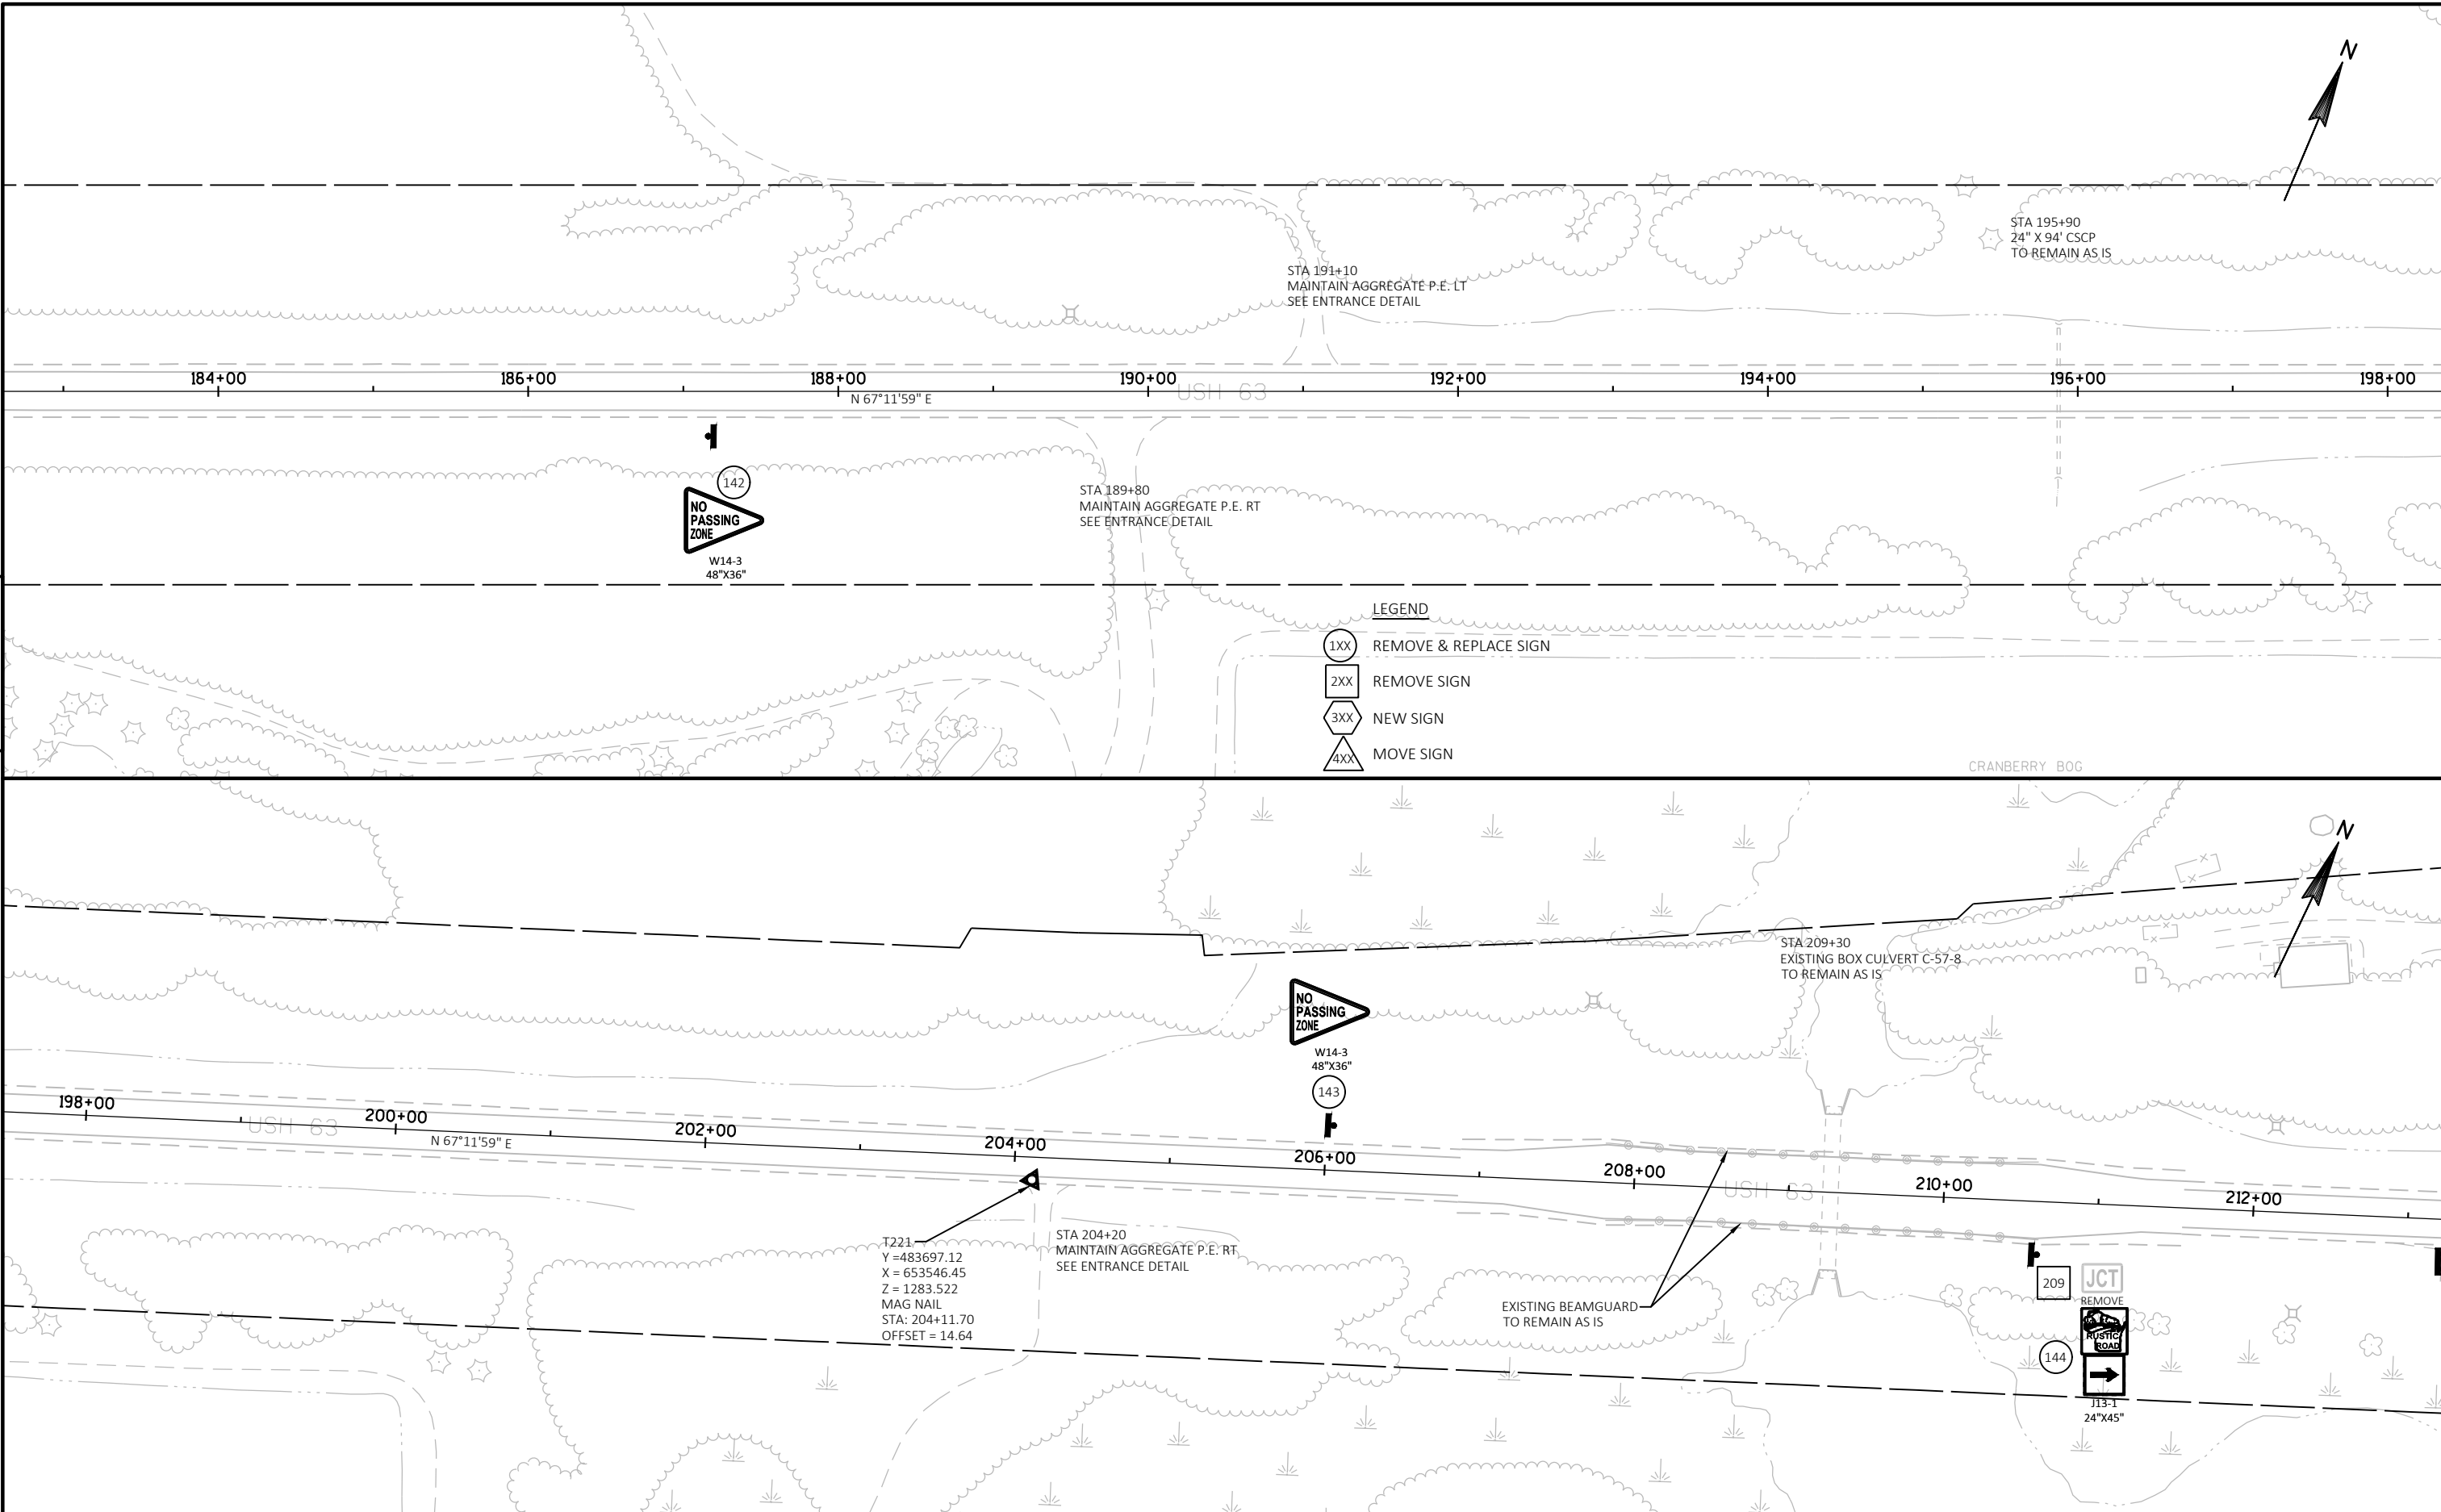 N
STA 195+90
24" X 94' CSCP
TO REMAIN AS IS
STA 191+10
MAINTAIN AGGREGATE P.E. LT
SEE ENTRANCE DETAIL
184+00
186+00
188+00
190+00
192+00
194+00
196+00
198+00
N 67°11'59" E
USH 63
142
NO
PASSING
ZONE
W14-3
48"X36"
STA 189+80
MAINTAIN AGGREGATE P.E. RT
SEE ENTRANCE DETAIL
LEGEND
1XX REMOVE & REPLACE SIGN
2XX REMOVE SIGN
3XX NEW SIGN
4XX MOVE SIGN
CRANBERRY BOG
N
STA 209+30
EXISTING BOX CULVERT C-57-8
TO REMAIN AS IS
NO
PASSING
ZONE
W14-3
48"X36"
143
198+00
200+00
202+00
204+00
206+00
208+00
210+00
212+00
USH 63
N 67°11'59" E
USH 63
T221
Y =483697.12
X = 653546.45
Z = 1283.522
MAG NAIL
STA: 204+11.70
OFFSET = 14.64
STA 204+20
MAINTAIN AGGREGATE P.E. RT
SEE ENTRANCE DETAIL
EXISTING BEAMGUARD
TO REMAIN AS IS
209
JCT
REMOVE
RUSTIC
ROAD
144
J13-1
24"X45"